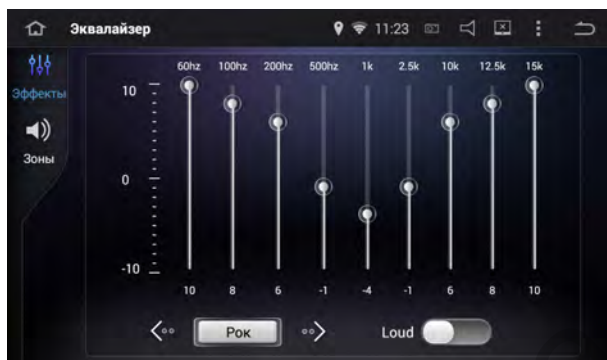 Эквалайзер 11:23
60hz 100hz 200hz 500hz 1k 2.5k 10k 12.5k 15k
Эффекты
10
Зоны
0
-10
10 8 6 -1 -4 -1 6 8 10
Рок Loud